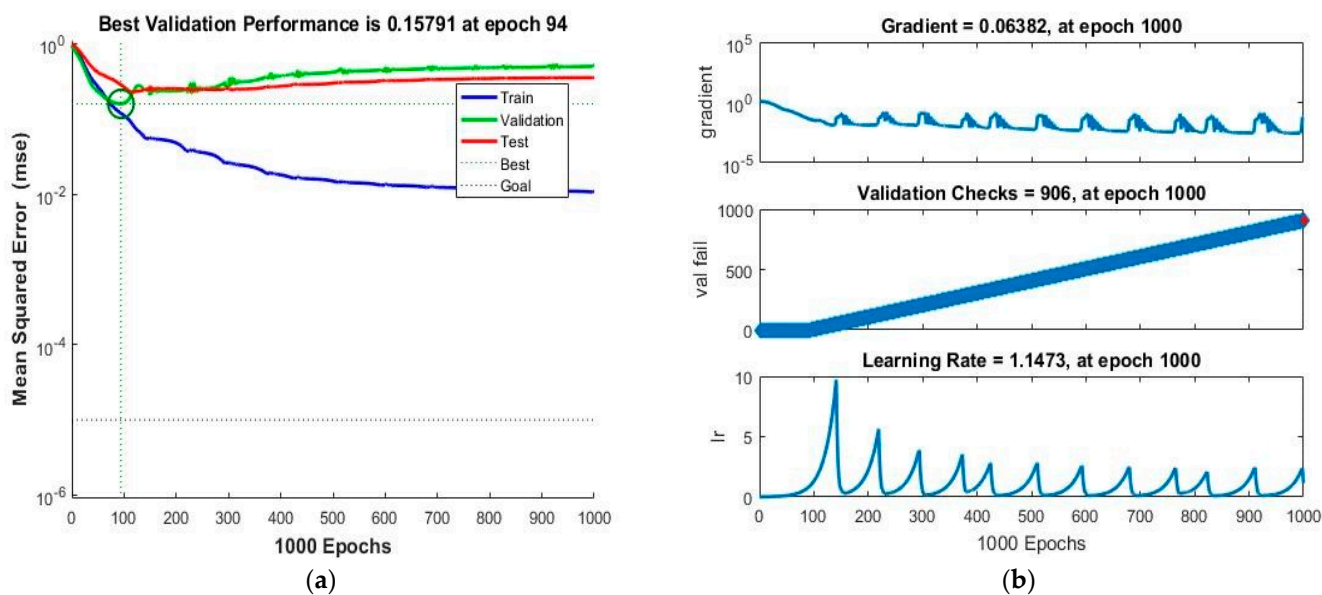 Best Validation Performance is 0.15791 at epoch 94
Mean Squared Error (mse)
10^0
10^-2
10^-4
10^-6
Train
Validation
Test
Best
Goal
0 100 200 300 400 500 600 700 800 900 1000
1000 Epochs
(a)
Gradient = 0.06382, at epoch 1000
gradient
10^5
10^0
10^-5
Validation Checks = 906, at epoch 1000
val fail
1000
500
0
Learning Rate = 1.1473, at epoch 1000
lr
10
5
0
0 100 200 300 400 500 600 700 800 900 1000
1000 Epochs
(b)